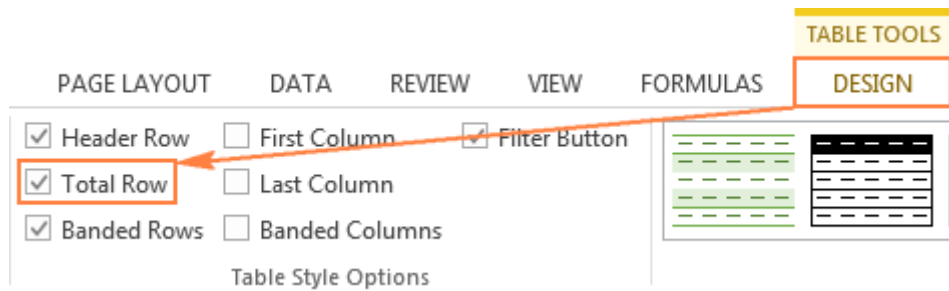 TABLE TOOLS
PAGE LAYOUT DATA REVIEW VIEW FORMULAS DESIGN
Header Row First Column Filter Button
Total Row Last Column
Banded Rows Banded Columns
Table Style Options